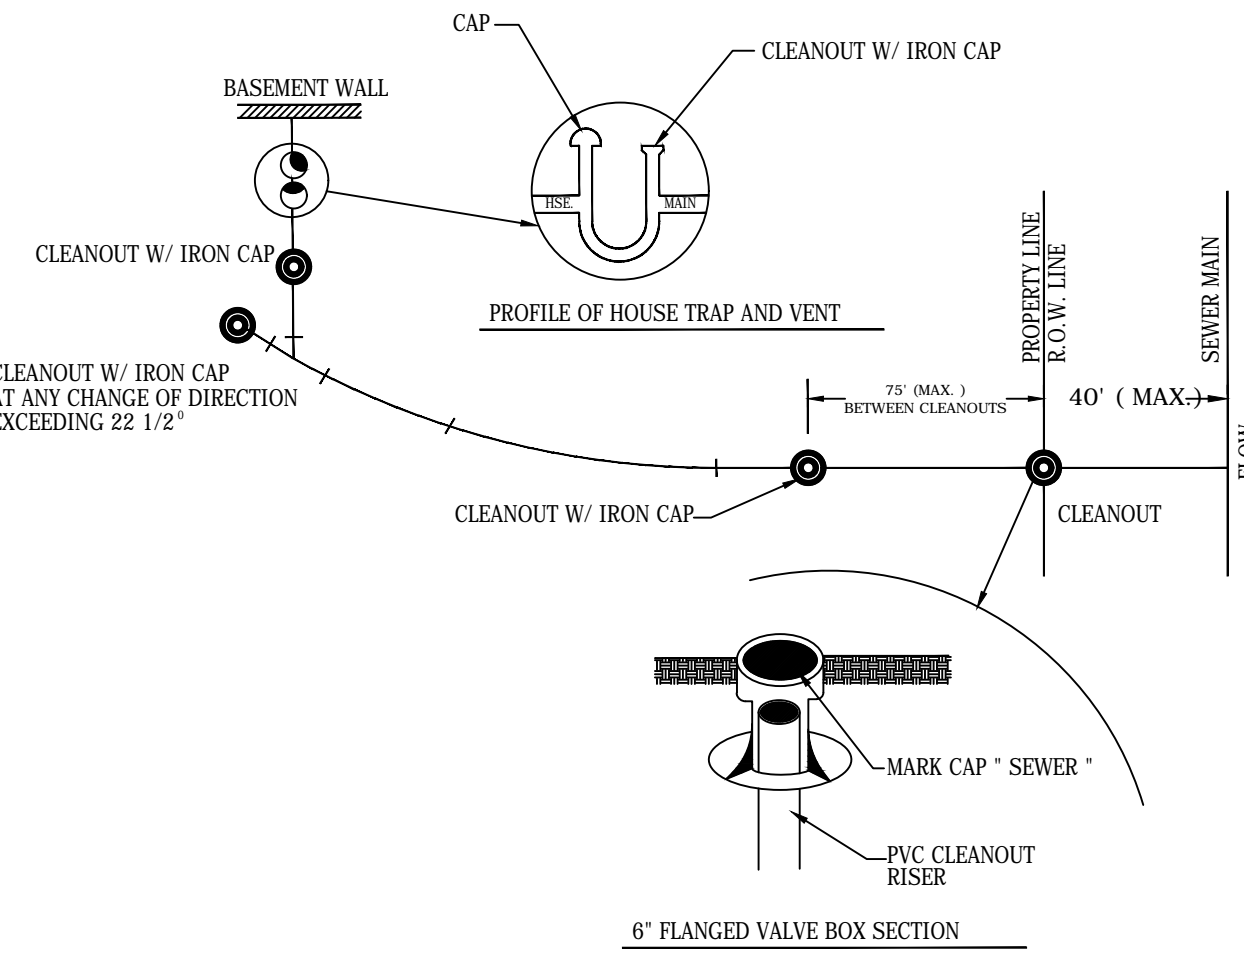 CAP
CLEANOUT W/ IRON CAP
BASEMENT WALL
HSE.
MAIN
CLEANOUT W/ IRON CAP
PROFILE OF HOUSE TRAP AND VENT
PROPERTY LINE
R.O.W. LINE
SEWER MAIN
CLEANOUT W/ IRON CAP
AT ANY CHANGE OF DIRECTION
EXCEEDING 22 1/2⁰
75' (MAX. )
BETWEEN CLEANOUTS
40' ( MAX.)
FLOW
CLEANOUT W/ IRON CAP
CLEANOUT
MARK CAP " SEWER "
PVC CLEANOUT
RISER
6" FLANGED VALVE BOX SECTION